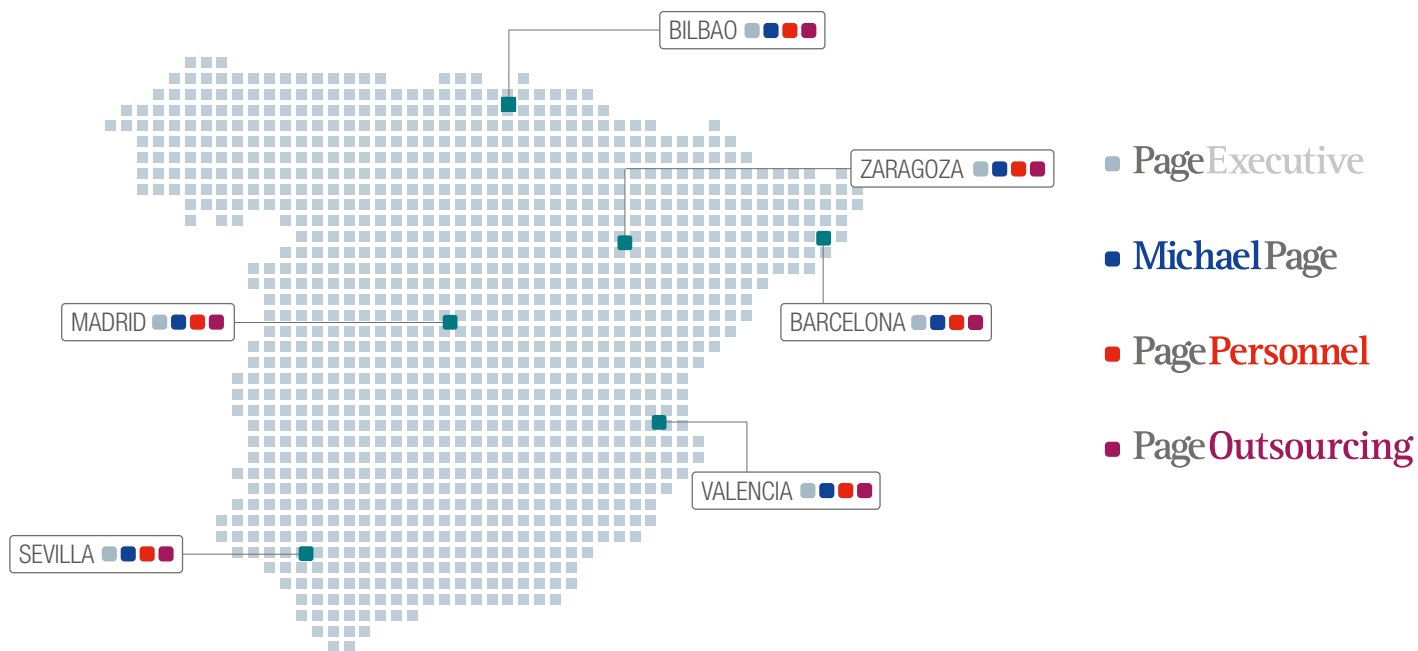 BILBAO
ZARAGOZA
PageExecutive
MichaelPage
MADRID
BARCELONA
PagePersonnel
PageOutsourcing
VALENCIA
SEVILLA